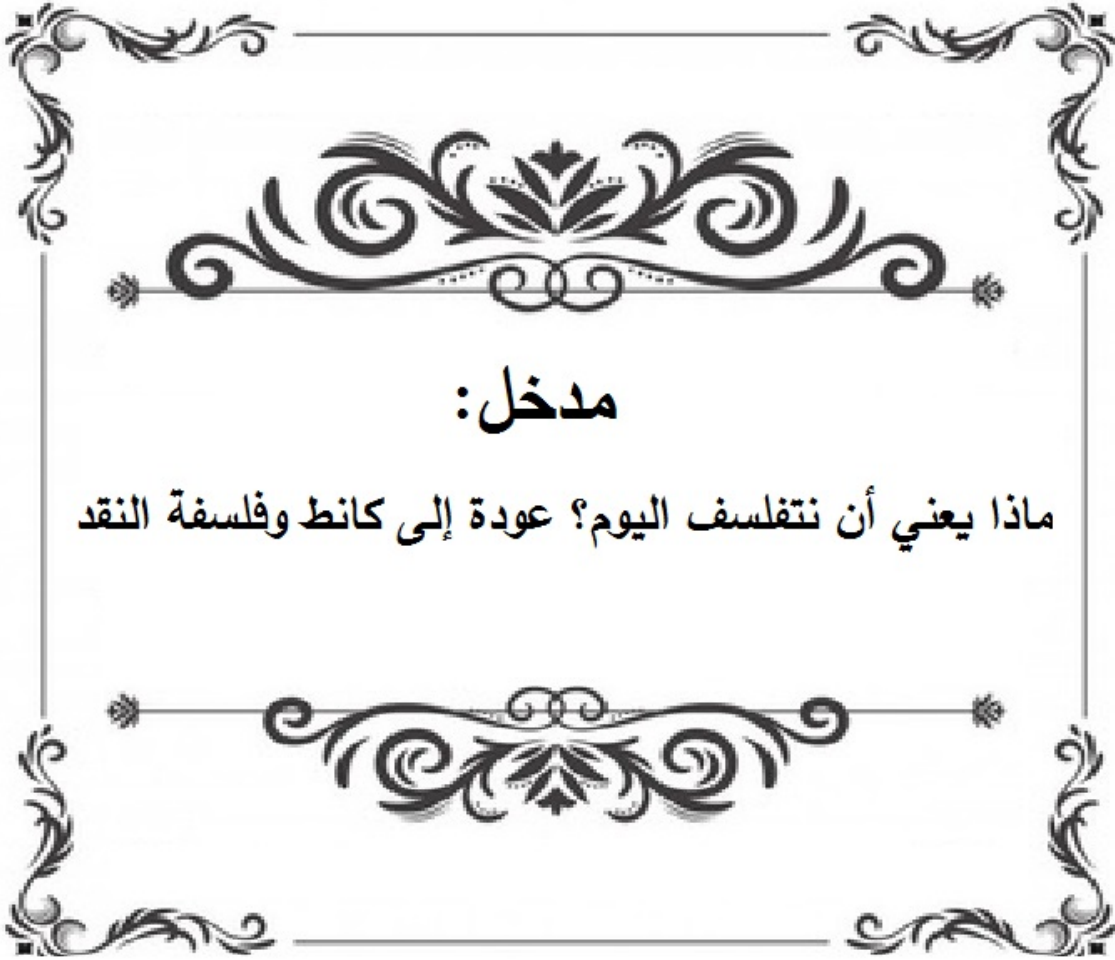 مدخل:
ماذا يعني أن نتفلسف اليوم؟ عودة إلى كانط وفلسفة النقد